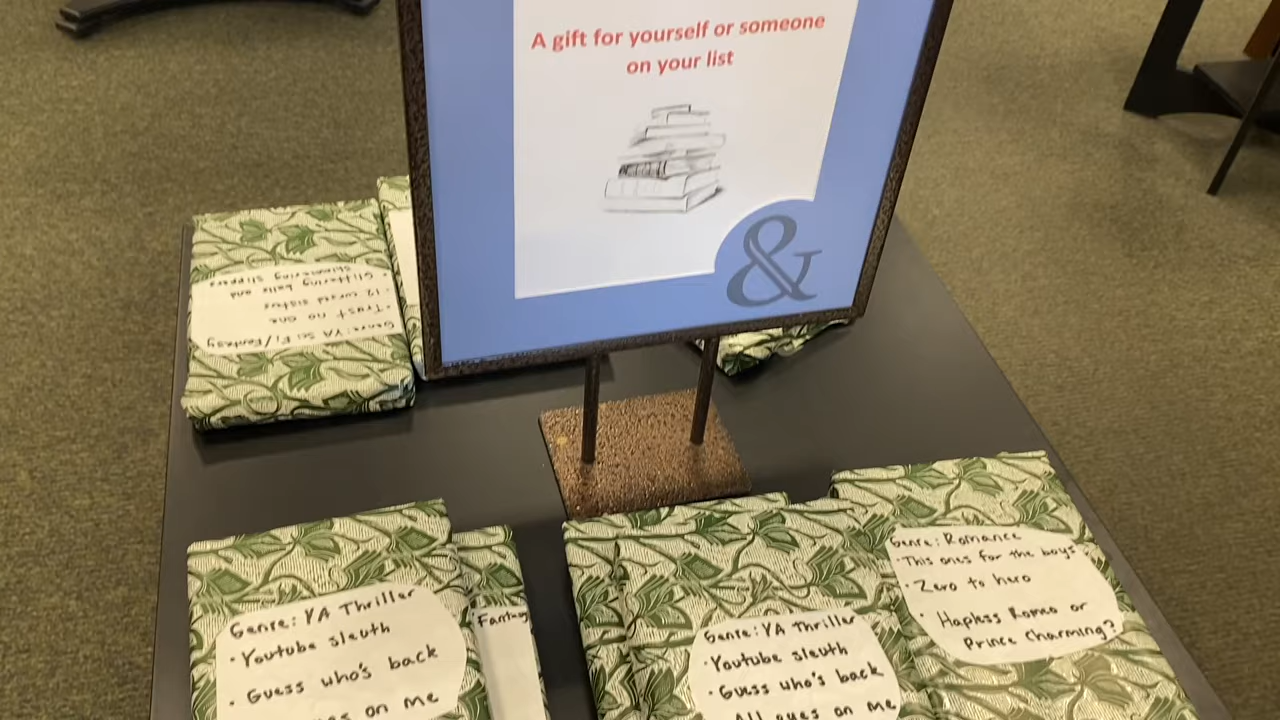 A gift for yourself or someone
on your list
&
Genre: YA Sci Fi/Fantasy
· Trust no one
· 12 cursed sisters
· Glittering balls and
shimmering slippers
Genre: YA Thriller
· Youtube sleuth
· Guess who's back
on me
Fantasy
Genre: YA Thriller
· Youtube sleuth
· Guess who's back
All eyes on me
Genre: Romance
· This ones for the boys
· Zero to hero
Hapless Romeo or
Prince Charming?